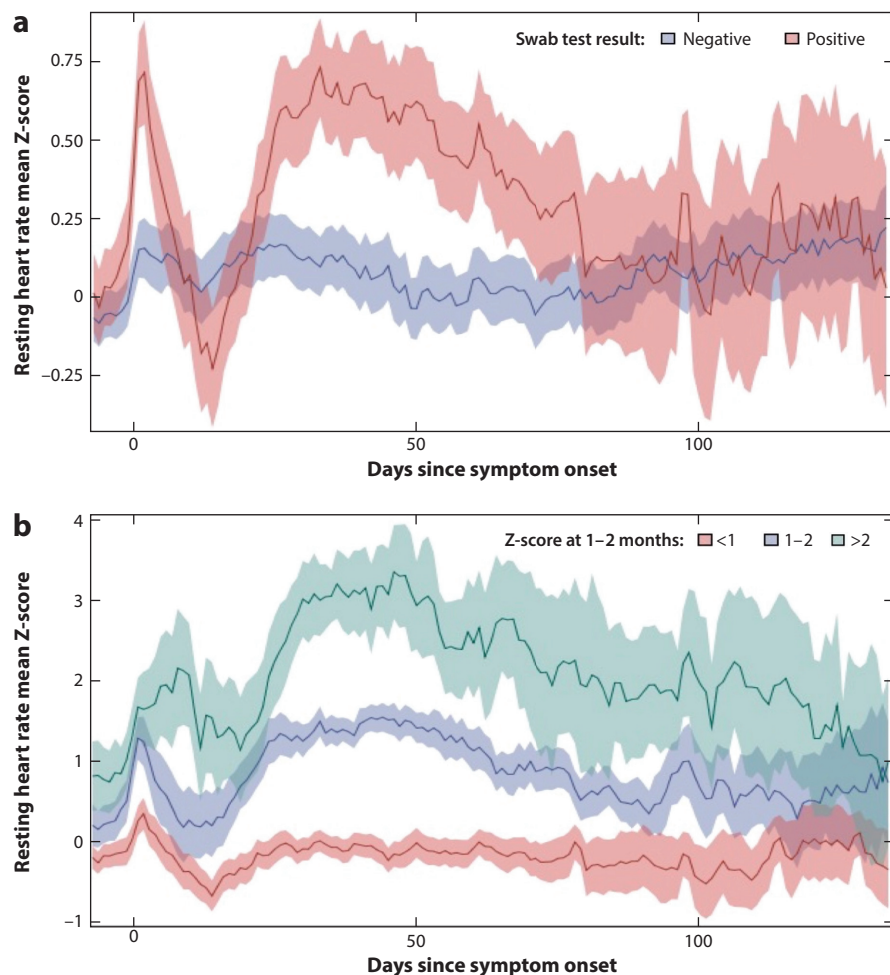 a
Swab test result: Negative Positive
Resting heart rate mean Z-score
0.75
0.50
0.25
0
−0.25
0 50 100
Days since symptom onset
b
Z-score at 1–2 months: <1 1–2 >2
Resting heart rate mean Z-score
4
3
2
1
0
−1
0 50 100
Days since symptom onset